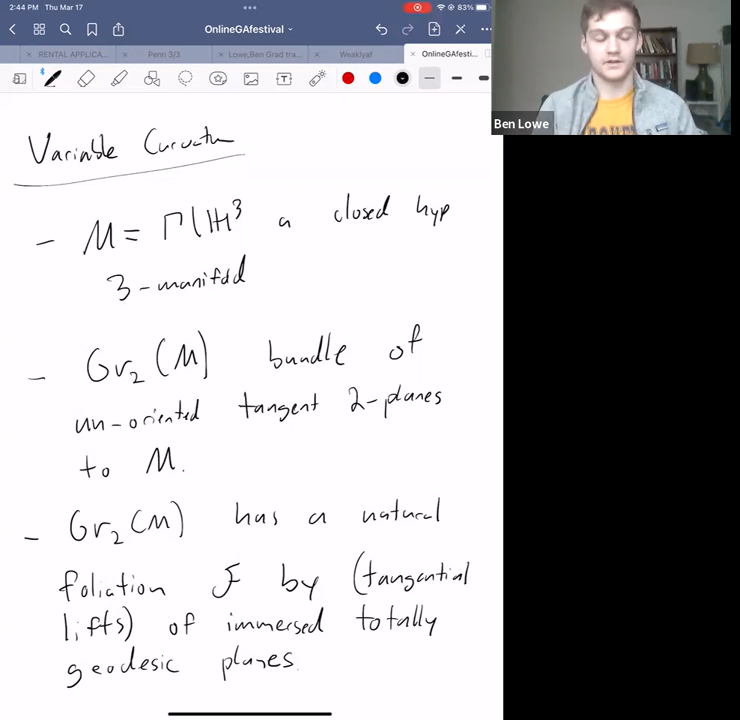 2:44 PM Thu Mar 17
83%
OnlineGAfestival
RENTAL APPLICA...
Penn 3/3
Lowe,Ben Grad tra...
Weaklyaf
OnlineGAfesti...
Ben Lowe
Variable Curvature
- M = Γ\ℍ³ a closed hyp
3-manifold
- Gr₂(M) bundle of
un-oriented tangent 2-planes
to M.
- Gr₂(M) has a natural
foliation F by (tangential
lifts) of immersed totally
geodesic planes.